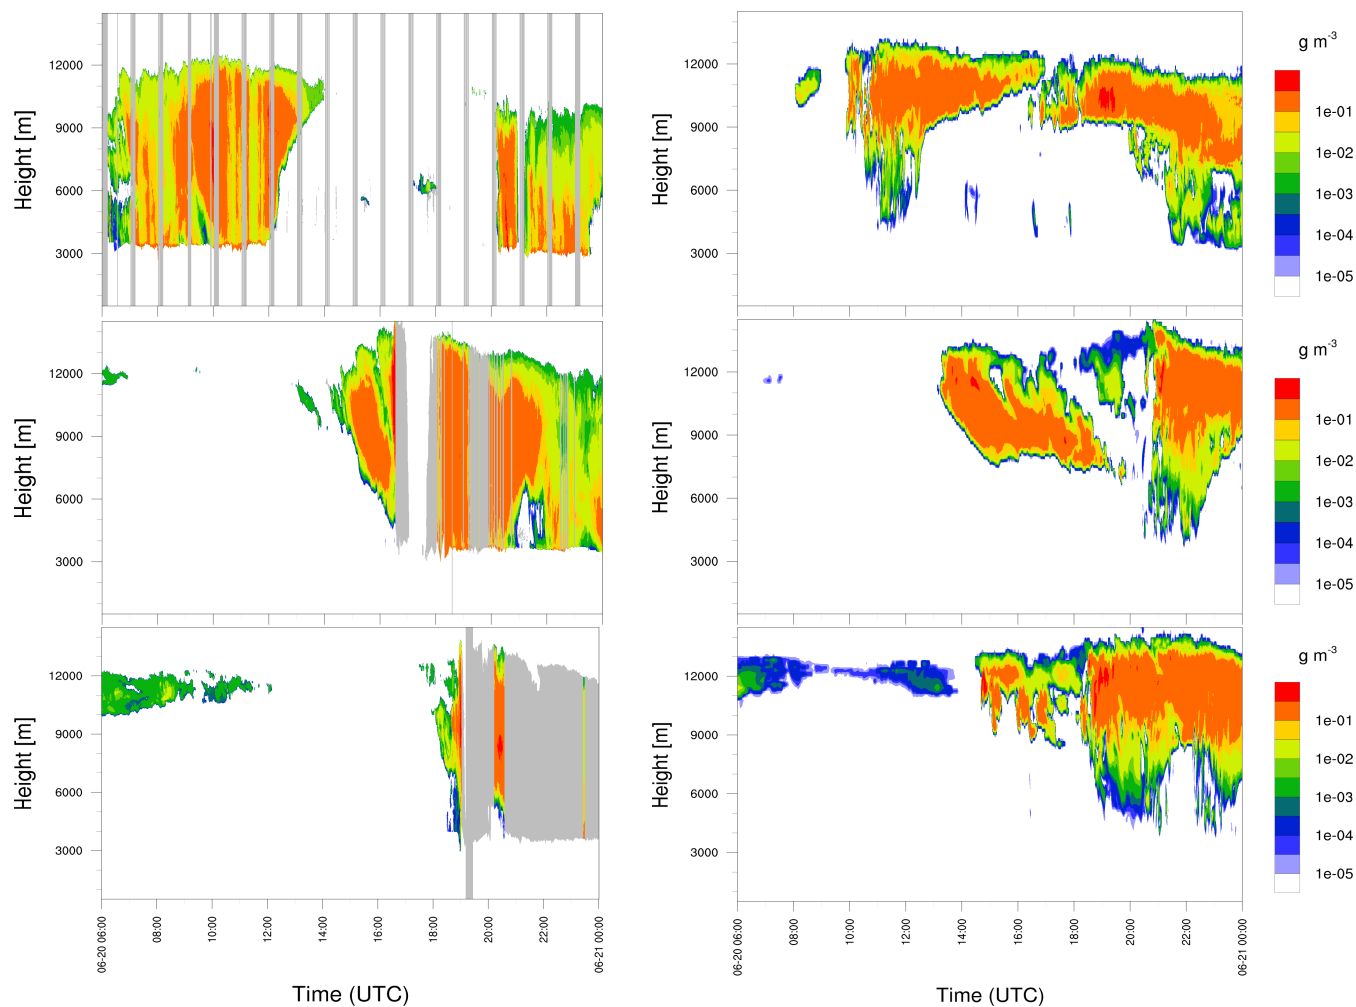 12000
9000
6000
3000
Height [m]
12000
9000
6000
3000
Height [m]
g m-3
1e-01
1e-02
1e-03
1e-04
1e-05
12000
9000
6000
3000
Height [m]
12000
9000
6000
3000
Height [m]
g m-3
1e-01
1e-02
1e-03
1e-04
1e-05
12000
9000
6000
3000
Height [m]
12000
9000
6000
3000
Height [m]
g m-3
1e-01
1e-02
1e-03
1e-04
1e-05
06-20 06:00
08:00
10:00
12:00
14:00
16:00
18:00
20:00
22:00
06-21 00:00
Time (UTC)
06-20 06:00
08:00
10:00
12:00
14:00
16:00
18:00
20:00
22:00
06-21 00:00
Time (UTC)